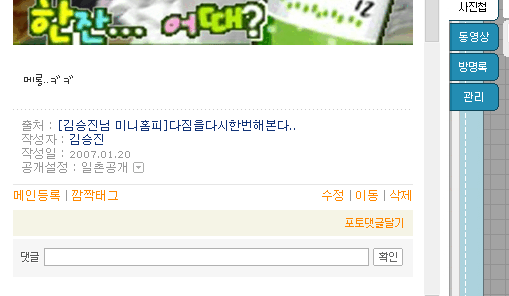 한잔... 어때?
12
메롱..ㅋㅋ
출처 : [김승진님 미니홈피]다짐을다시한번해본다..
작성자 : 김승진
작성일 : 2007.01.20
공개설정 : 일촌공개
메인등록 | 깜짝태그
수정 | 이동 | 삭제
포토댓글달기
댓글
확인
사진첩
동영상
방명록
관리